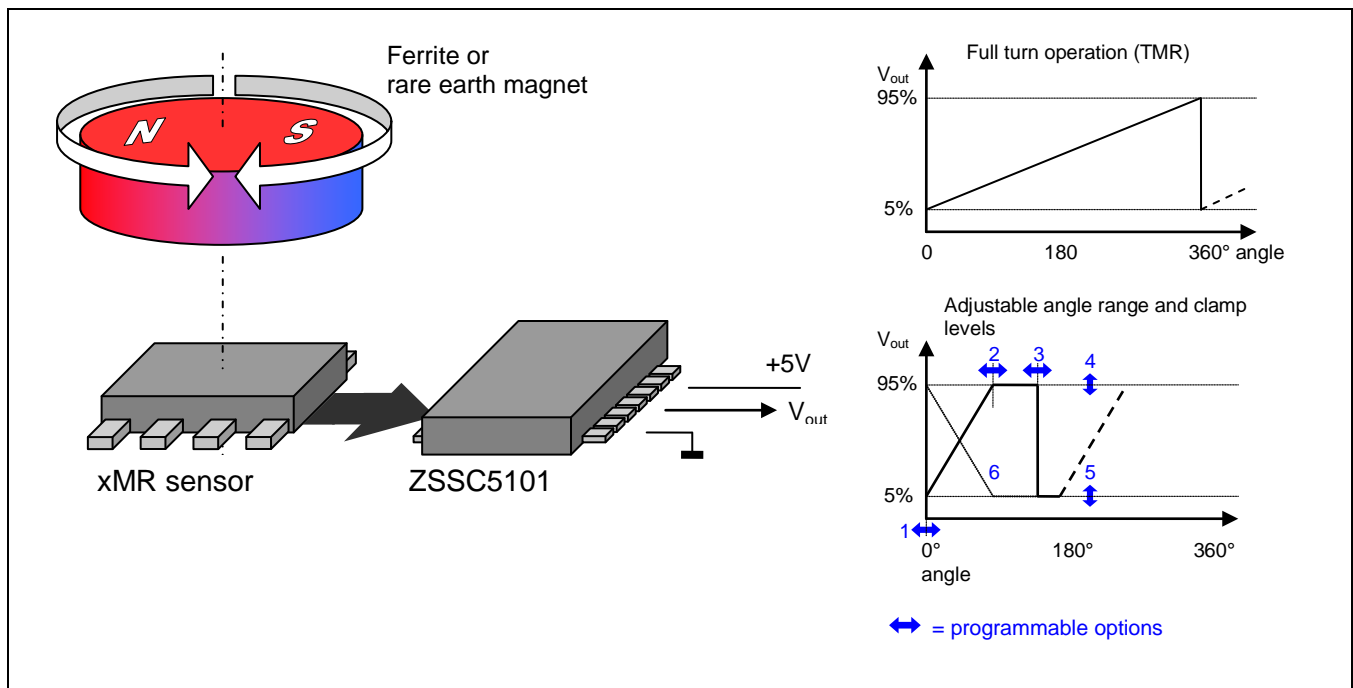 Ferrite or
rare earth magnet
N S
xMR sensor
ZSSC5101
+5V
Vout
Full turn operation (TMR)
Vout
95%
5%
0 180 360° angle
Adjustable angle range and clamp
levels
Vout
2 3 4
95%
6 5
5%
1
0° 180° 360°
angle
= programmable options